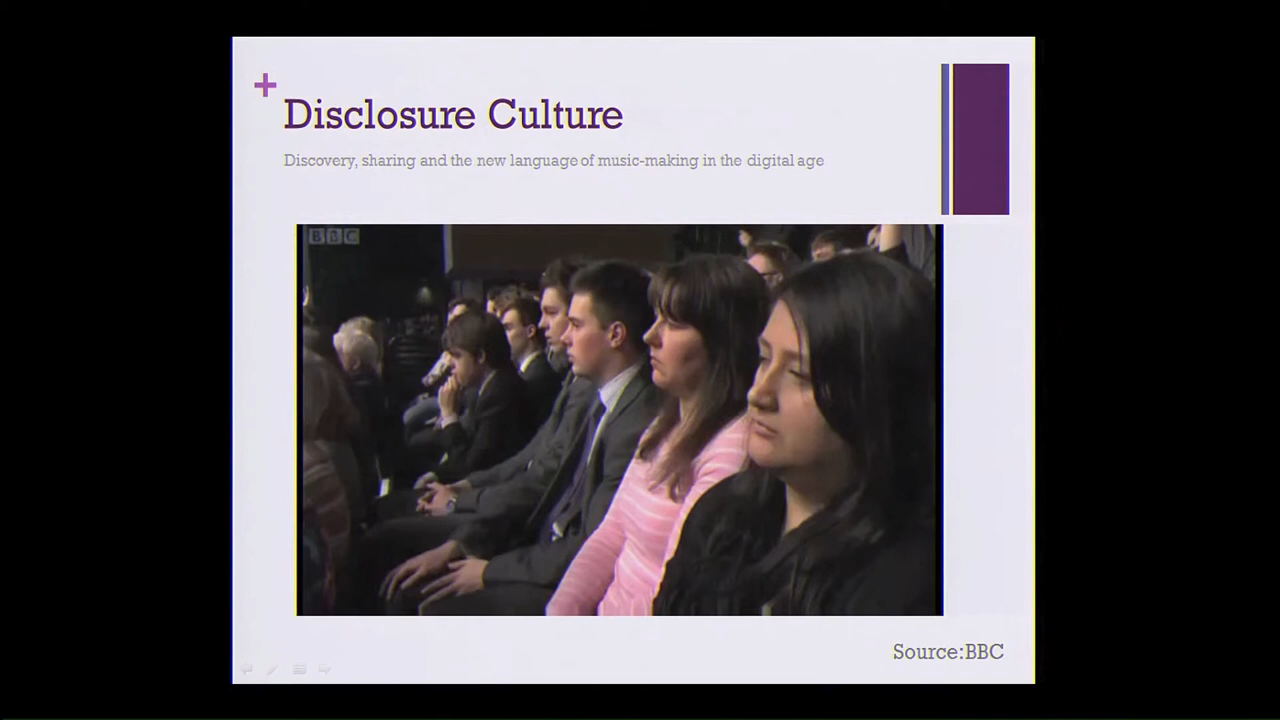 +
Disclosure Culture
Discovery, sharing and the new language of music-making in the digital age
BBC
Source:BBC